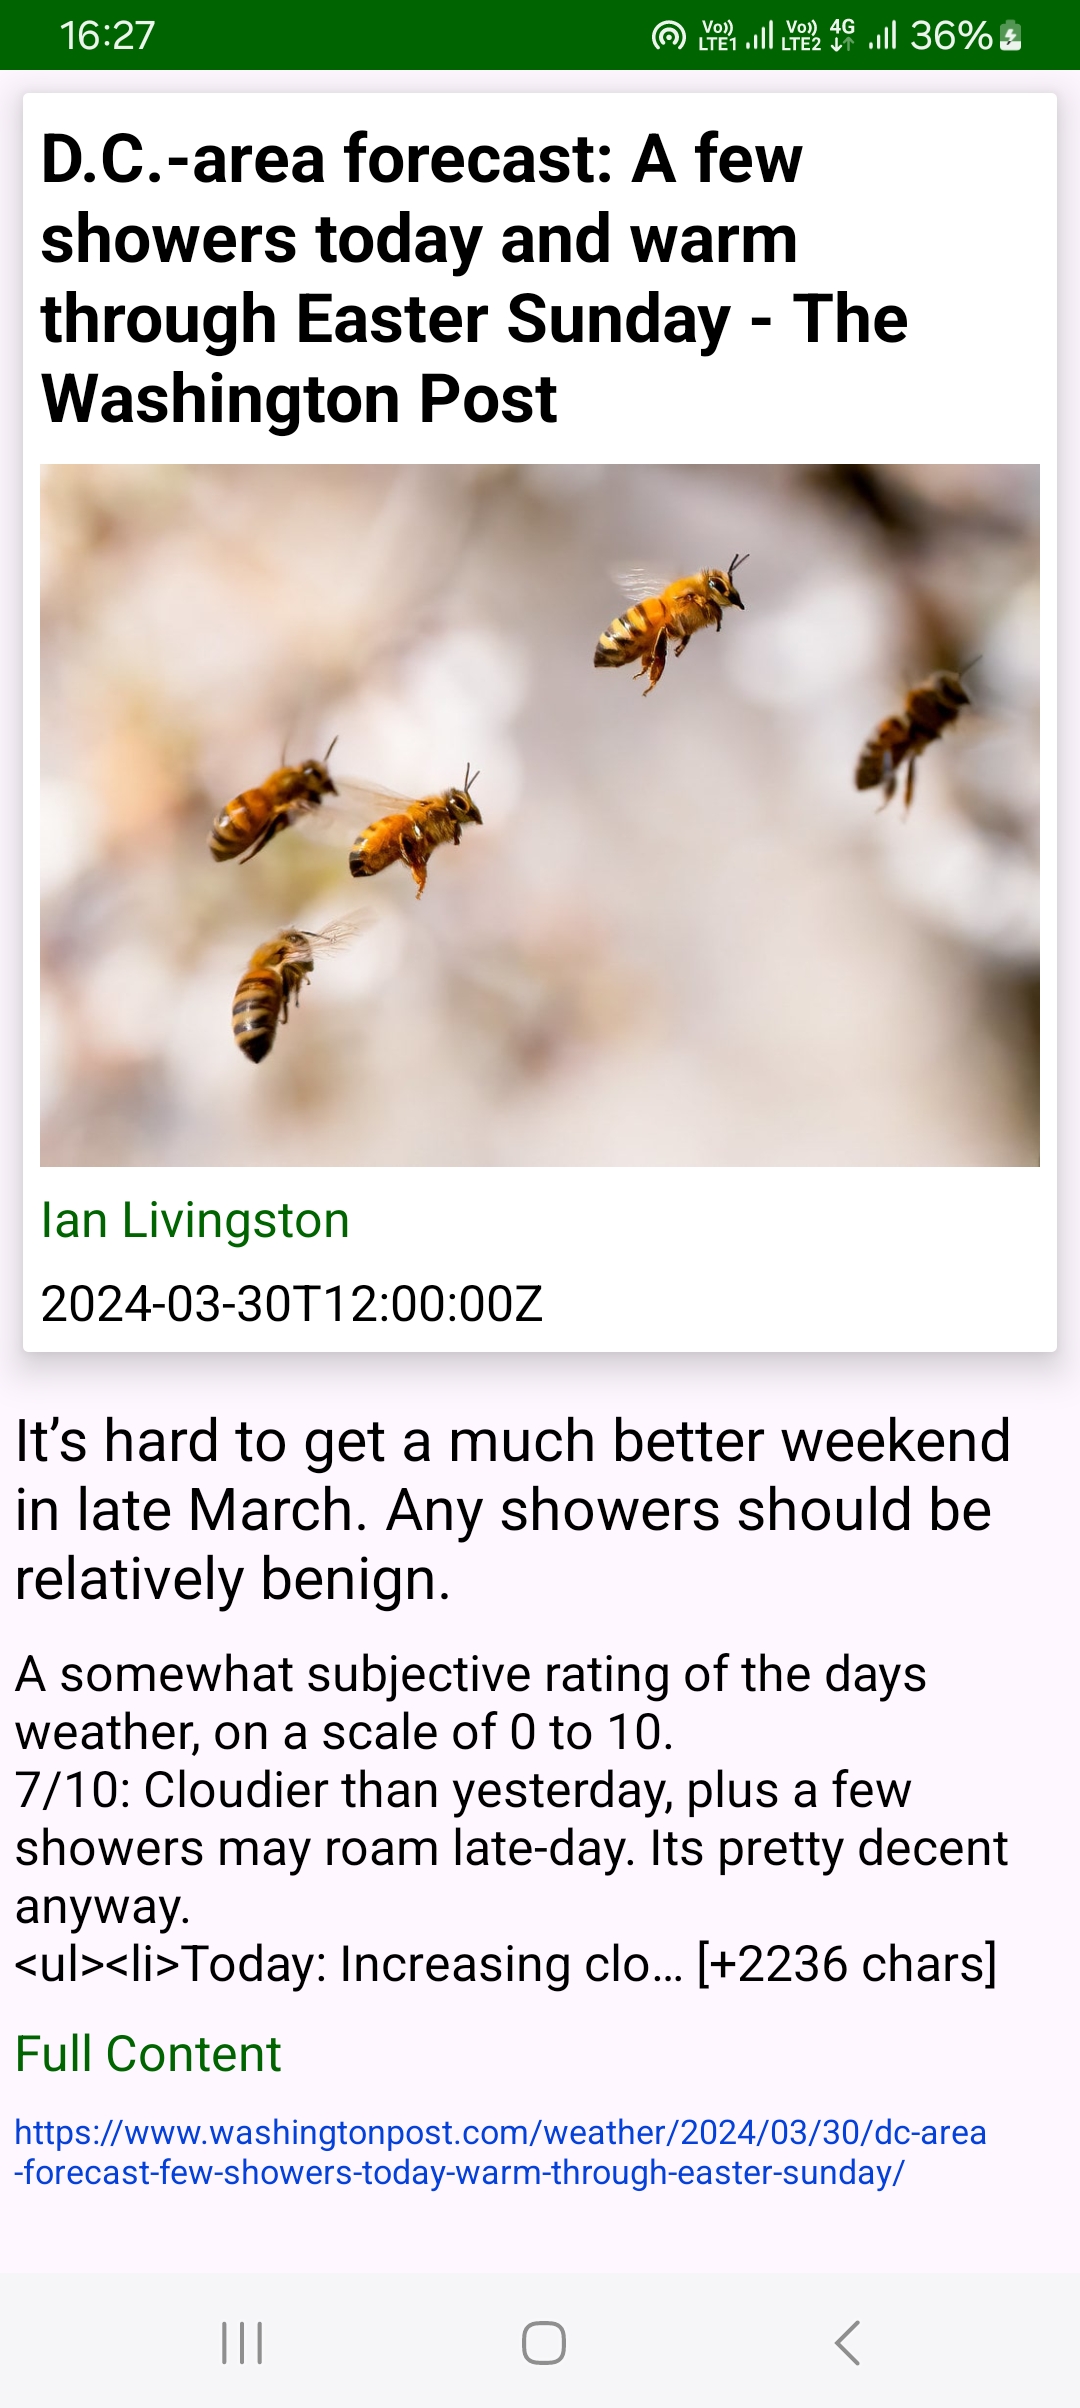 16:27
Vo)) LTE1 Vo)) LTE2 4G 36%
D.C.-area forecast: A few
showers today and warm
through Easter Sunday - The
Washington Post
Ian Livingston
2024-03-30T12:00:00Z
It’s hard to get a much better weekend
in late March. Any showers should be
relatively benign.
A somewhat subjective rating of the days
weather, on a scale of 0 to 10.
7/10: Cloudier than yesterday, plus a few
showers may roam late-day. Its pretty decent
anyway.
<ul><li>Today: Increasing clo… [+2236 chars]
Full Content
https://www.washingtonpost.com/weather/2024/03/30/dc-area
-forecast-few-showers-today-warm-through-easter-sunday/